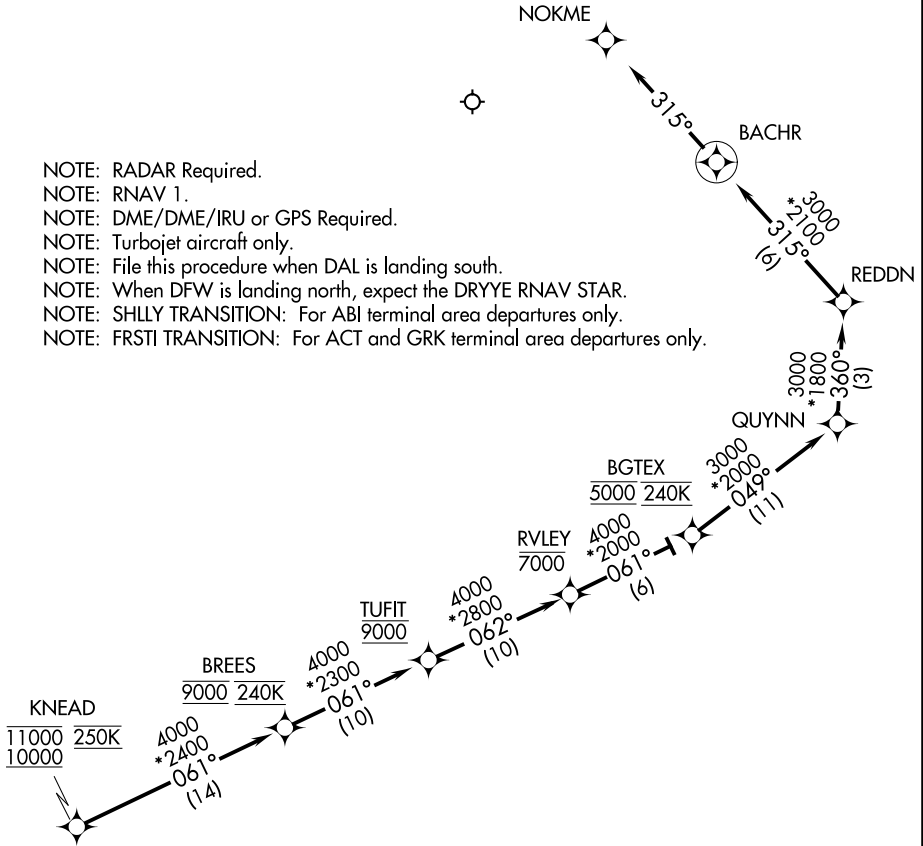 NOKME
315°
BACHR
NOTE: RADAR Required.
NOTE: RNAV 1.
NOTE: DME/DME/IRU or GPS Required.
NOTE: Turbojet aircraft only.
NOTE: File this procedure when DAL is landing south.
NOTE: When DFW is landing north, expect the DRYYE RNAV STAR.
NOTE: SHLLY TRANSITION: For ABI terminal area departures only.
NOTE: FRSTI TRANSITION: For ACT and GRK terminal area departures only.
3000
*2100
315°
(6)
REDDN
3000
*1800
360°
(3)
QUYNN
3000
*2000
049°
(11)
BGTEX
5000 240K
4000
*2000
061°
(6)
RVLEY
7000
4000
*2800
062°
(10)
TUFIT
9000
4000
*2300
061°
(10)
BREES
9000 240K
4000
*2400
061°
(14)
KNEAD
11000 250K
10000